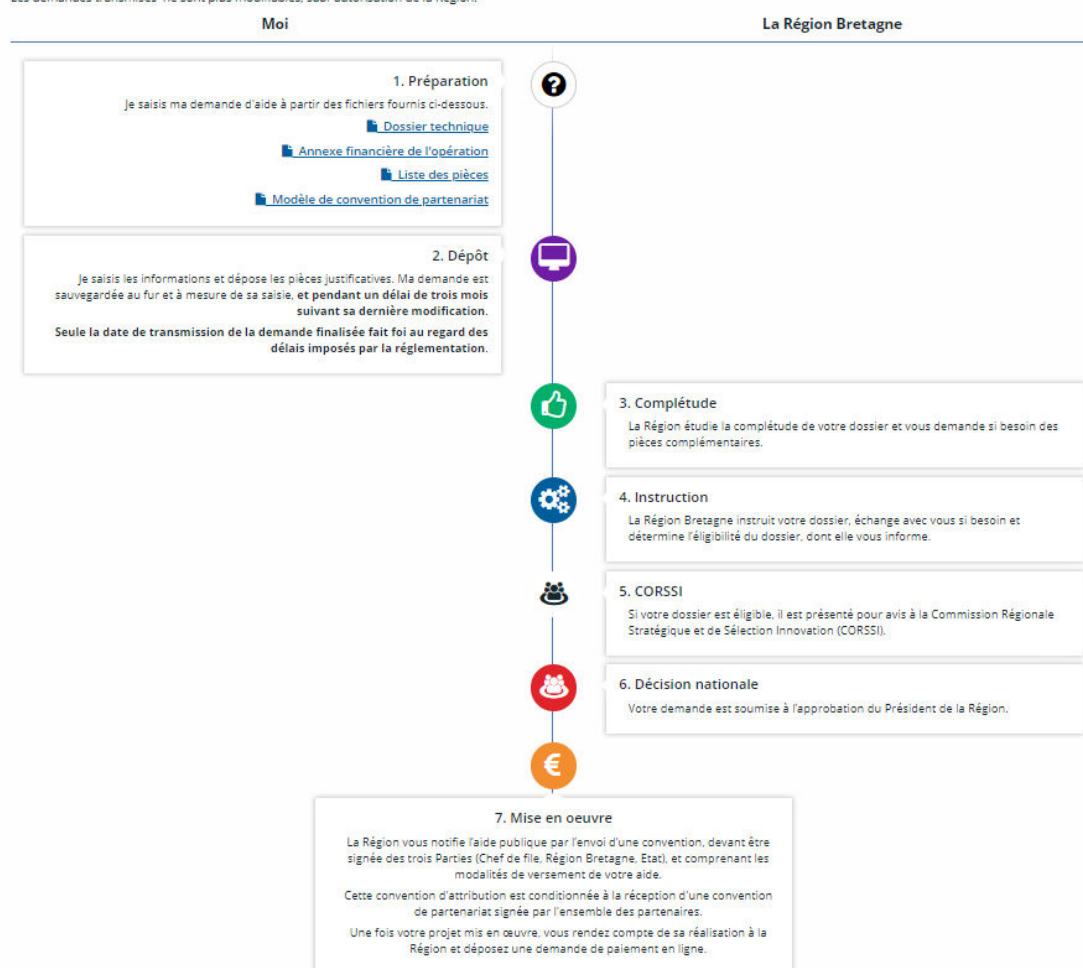 Les demandes transmises ne sont plus modifiables, sauf autorisation de la Région.
Moi
La Région Bretagne
1. Préparation
Je saisis ma demande d'aide à partir des fichiers fournis ci-dessous.
Dossier technique
Annexe financière de l'opération
Liste des pièces
Modèle de convention de partenariat
2. Dépôt
Je saisis les informations et dépose les pièces justificatives. Ma demande est
sauvegardée au fur et à mesure de sa saisie, et pendant un délai de trois mois
suivant sa dernière modification.
Seule la date de transmission de la demande finalisée fait foi au regard des
délais imposés par la réglementation.
3. Complétude
La Région étudie la complétude de votre dossier et vous demande si besoin des
pièces complémentaires.
4. Instruction
La Région Bretagne instruit votre dossier, échange avec vous si besoin et
détermine l'éligibilité du dossier, dont elle vous informe.
5. CORSSI
Si votre dossier est éligible, il est présenté pour avis à la Commission Régionale
Stratégique et de Sélection Innovation (CORSSI).
6. Décision nationale
Votre demande est soumise à l'approbation du Président de la Région.
€
7. Mise en oeuvre
La Région vous notifie l'aide publique par l'envoi d'une convention, devant être
signée des trois Parties (Chef de file, Région Bretagne, Etat), et comprenant les
modalités de versement de votre aide.
Cette convention d'attribution est conditionnée à la réception d'une convention
de partenariat signée par l'ensemble des partenaires.
Une fois votre projet mis en œuvre, vous rendez compte de sa réalisation à la
Région et déposez une demande de paiement en ligne.